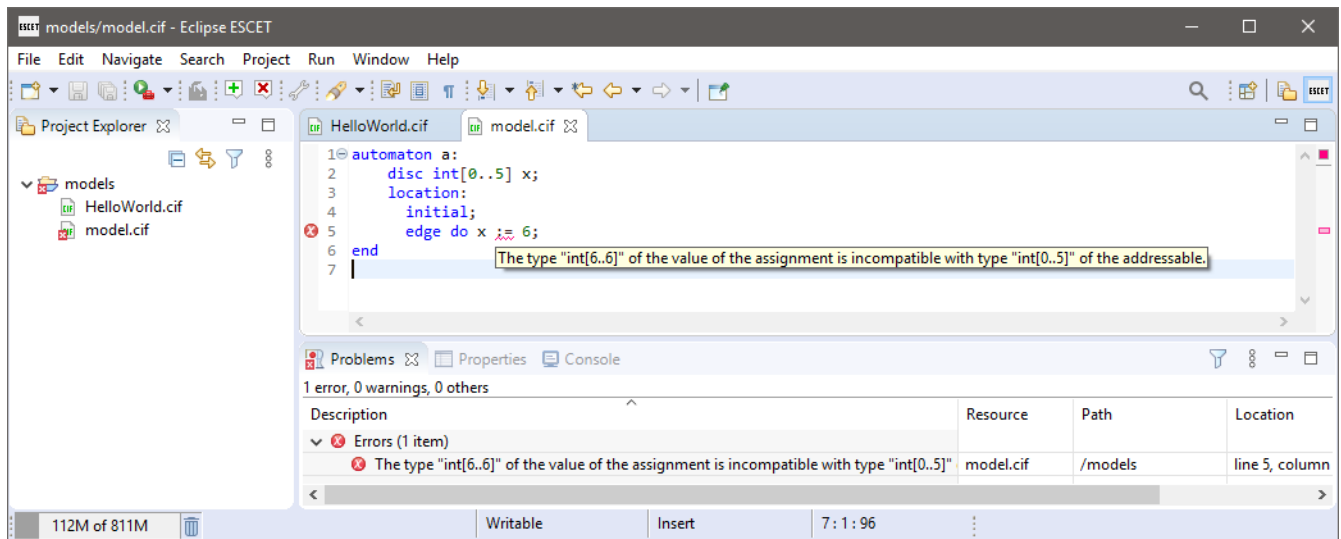 ESCET models/model.cif - Eclipse ESCET
File Edit Navigate Search Project Run Window Help
ESCET
Project Explorer
models
HelloWorld.cif
model.cif
HelloWorld.cif model.cif
1 automaton a:
2 disc int[0..5] x;
3 location:
4 initial;
5 edge do x := 6;
6 end
7
The type "int[6..6]" of the value of the assignment is incompatible with type "int[0..5]" of the addressable.
Problems Properties Console
1 error, 0 warnings, 0 others
Description Resource Path Location
Errors (1 item)
The type "int[6..6]" of the value of the assignment is incompatible with type "int[0..5]" model.cif /models line 5, column
112M of 811M Writable Insert 7 : 1 : 96